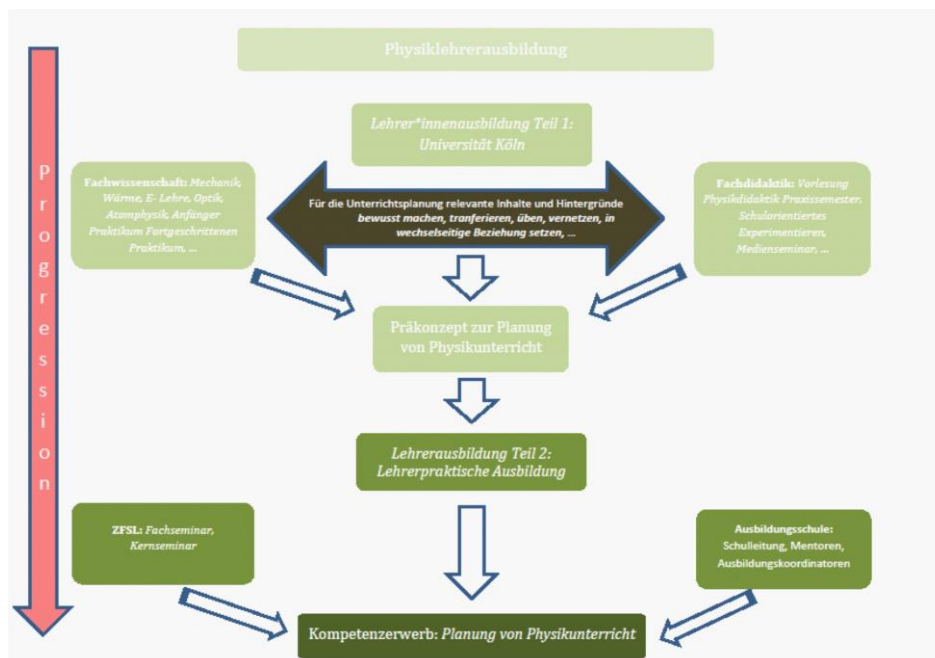 Physiklehrerausbildung
Progression
Lehrer*innenausbildung Teil 1:
Universität Köln
Fachwissenschaft: Mechanik,
Wärme, E- Lehre, Optik,
Atomphysik, Anfänger
Praktikum Fortgeschrittenen
Praktikum, ...
Für die Unterrichtsplanung relevante Inhalte und Hintergründe
bewusst machen, tranferieren, üben, vernetzen, in
wechselseitige Beziehung setzen, ...
Fachdidaktik: Vorlesung
Physikdidaktik Praxissemester,
Schulorientiertes
Experimentieren,
Medienseminar, ...
Präkonzept zur Planung
von Physikunterricht
Lehrerausbildung Teil 2:
Lehrerpraktische Ausbildung
ZFSL: Fachseminar,
Kernseminar
Ausbildungsschule:
Schulleitung, Mentoren,
Ausbildungskoordinatoren
Kompetenzerwerb: Planung von Physikunterricht